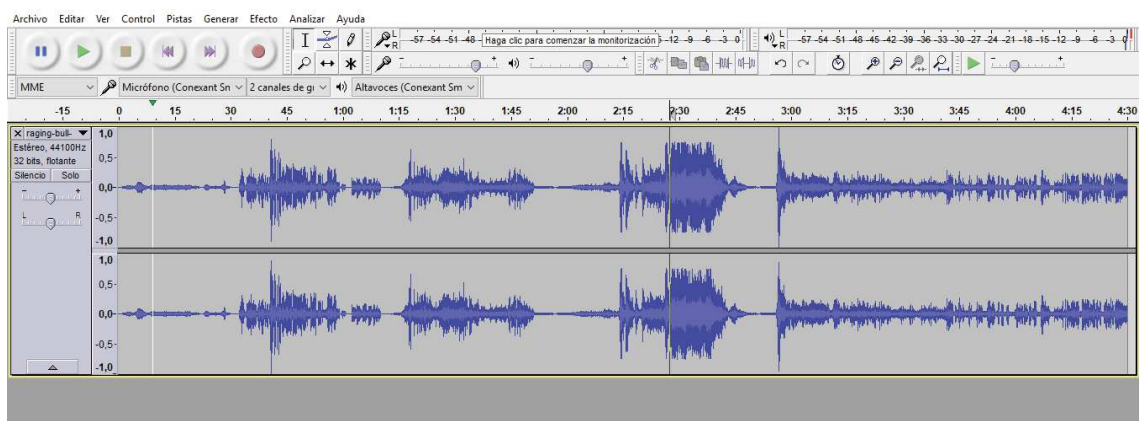 Archivo Editar Ver Control Pistas Generar Efecto Analizar Ayuda
L R -57 -54 -51 -48 Haga clic para comenzar la monitorización -12 -9 -6 -3 0 L R -57 -54 -51 -48 -45 -42 -39 -36 -33 -30 -27 -24 -21 -18 -15 -12 -9 -6 -3 0
- + - + - +
MME Micrófono (Conexant Sn 2 canales de gr Altavoces (Conexant Sm
-15 0 15 30 45 1:00 1:15 1:30 1:45 2:00 2:15 2:30 2:45 3:00 3:15 3:30 3:45 4:00 4:15 4:30
raging-bull- 1,0
Estéreo, 44100Hz
32 bits, flotante 0,5
Silencio Solo
- + 0,0
L R -0,5
-1,0
1,0
0,5
0,0
-0,5
-1,0